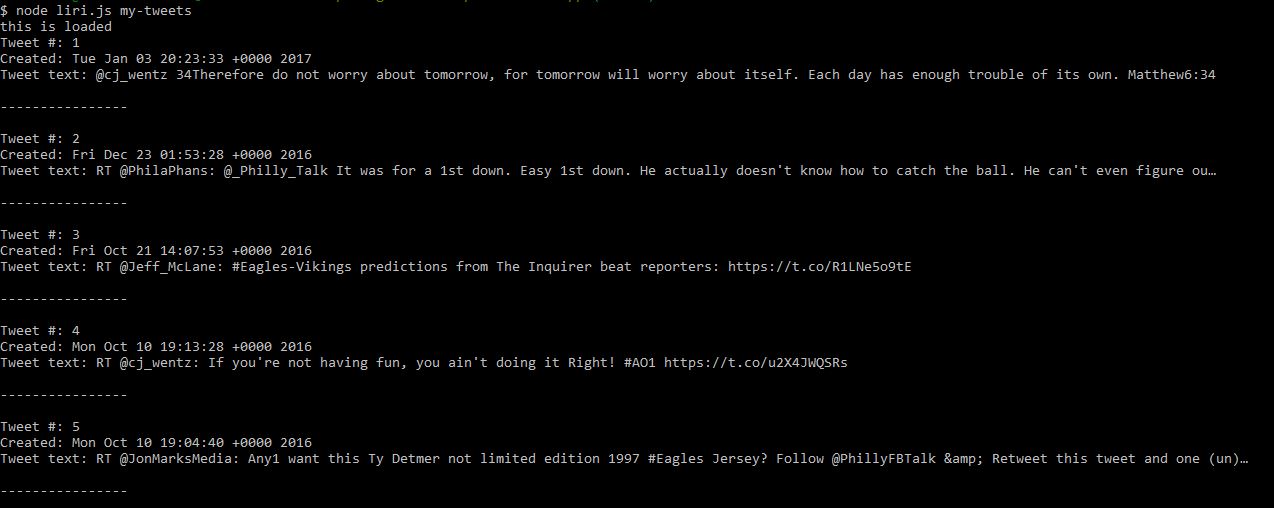 $ node liri.js my-tweets
this is loaded
Tweet #: 1
Created: Tue Jan 03 20:23:33 +0000 2017
Tweet text: @cj_wentz 34Therefore do not worry about tomorrow, for tomorrow will worry about itself. Each day has enough trouble of its own. Matthew6:34
----------------
Tweet #: 2
Created: Fri Dec 23 01:53:28 +0000 2016
Tweet text: RT @PhilaPhans: @_Philly_Talk It was for a 1st down. Easy 1st down. He actually doesn't know how to catch the ball. He can't even figure ou…
----------------
Tweet #: 3
Created: Fri Oct 21 14:07:53 +0000 2016
Tweet text: RT @Jeff_McLane: #Eagles-Vikings predictions from The Inquirer beat reporters: https://t.co/R1LNe5o9tE
----------------
Tweet #: 4
Created: Mon Oct 10 19:13:28 +0000 2016
Tweet text: RT @cj_wentz: If you're not having fun, you ain't doing it Right! #AO1 https://t.co/u2X4JWQSRs
----------------
Tweet #: 5
Created: Mon Oct 10 19:04:40 +0000 2016
Tweet text: RT @JonMarksMedia: Any1 want this Ty Detmer not limited edition 1997 #Eagles Jersey? Follow @PhillyFBTalk &amp; Retweet this tweet and one (un)…
----------------